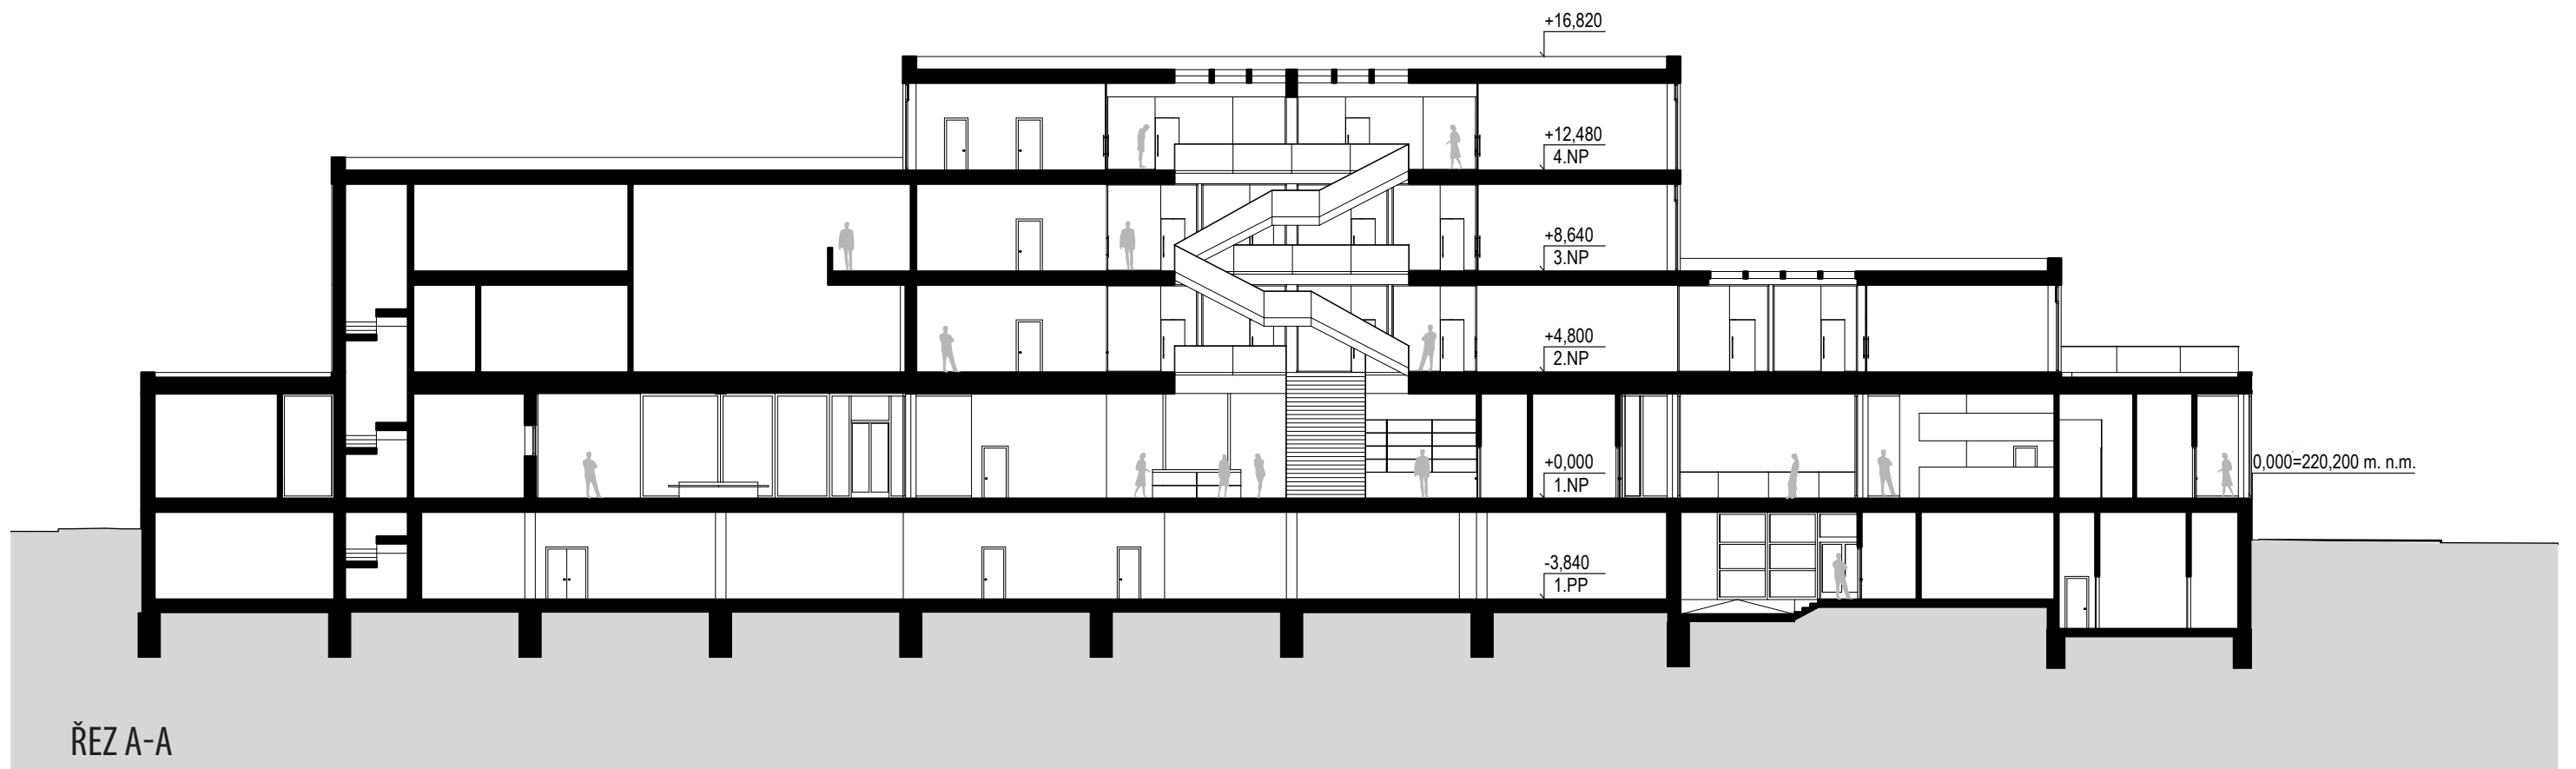 +16,820
+12,480
4.NP
+8,640
3.NP
+4,800
2.NP
+0,000
1.NP
0,000=220,200 m. n.m.
-3,840
1.PP
ŘEZ A-A